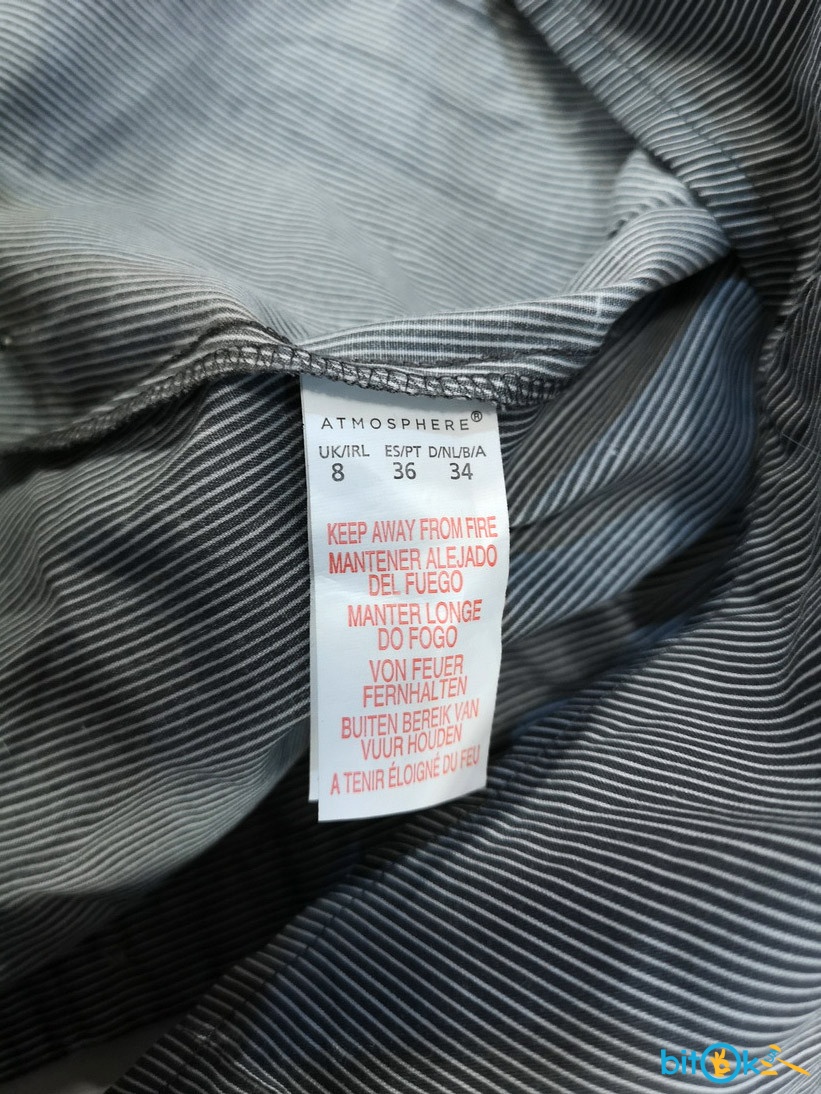 ATMOSPHERE®
UK/IRL ES/PT D/NL/B/A
8 36 34
KEEP AWAY FROM FIRE
MANTENER ALEJADO
DEL FUEGO
MANTER LONGE
DO FOGO
VON FEUER
FERNHALTEN
BUITEN BEREIK VAN
VUUR HOUDEN
A TENIR ÉLOIGNÉ DU FEU
bitOk